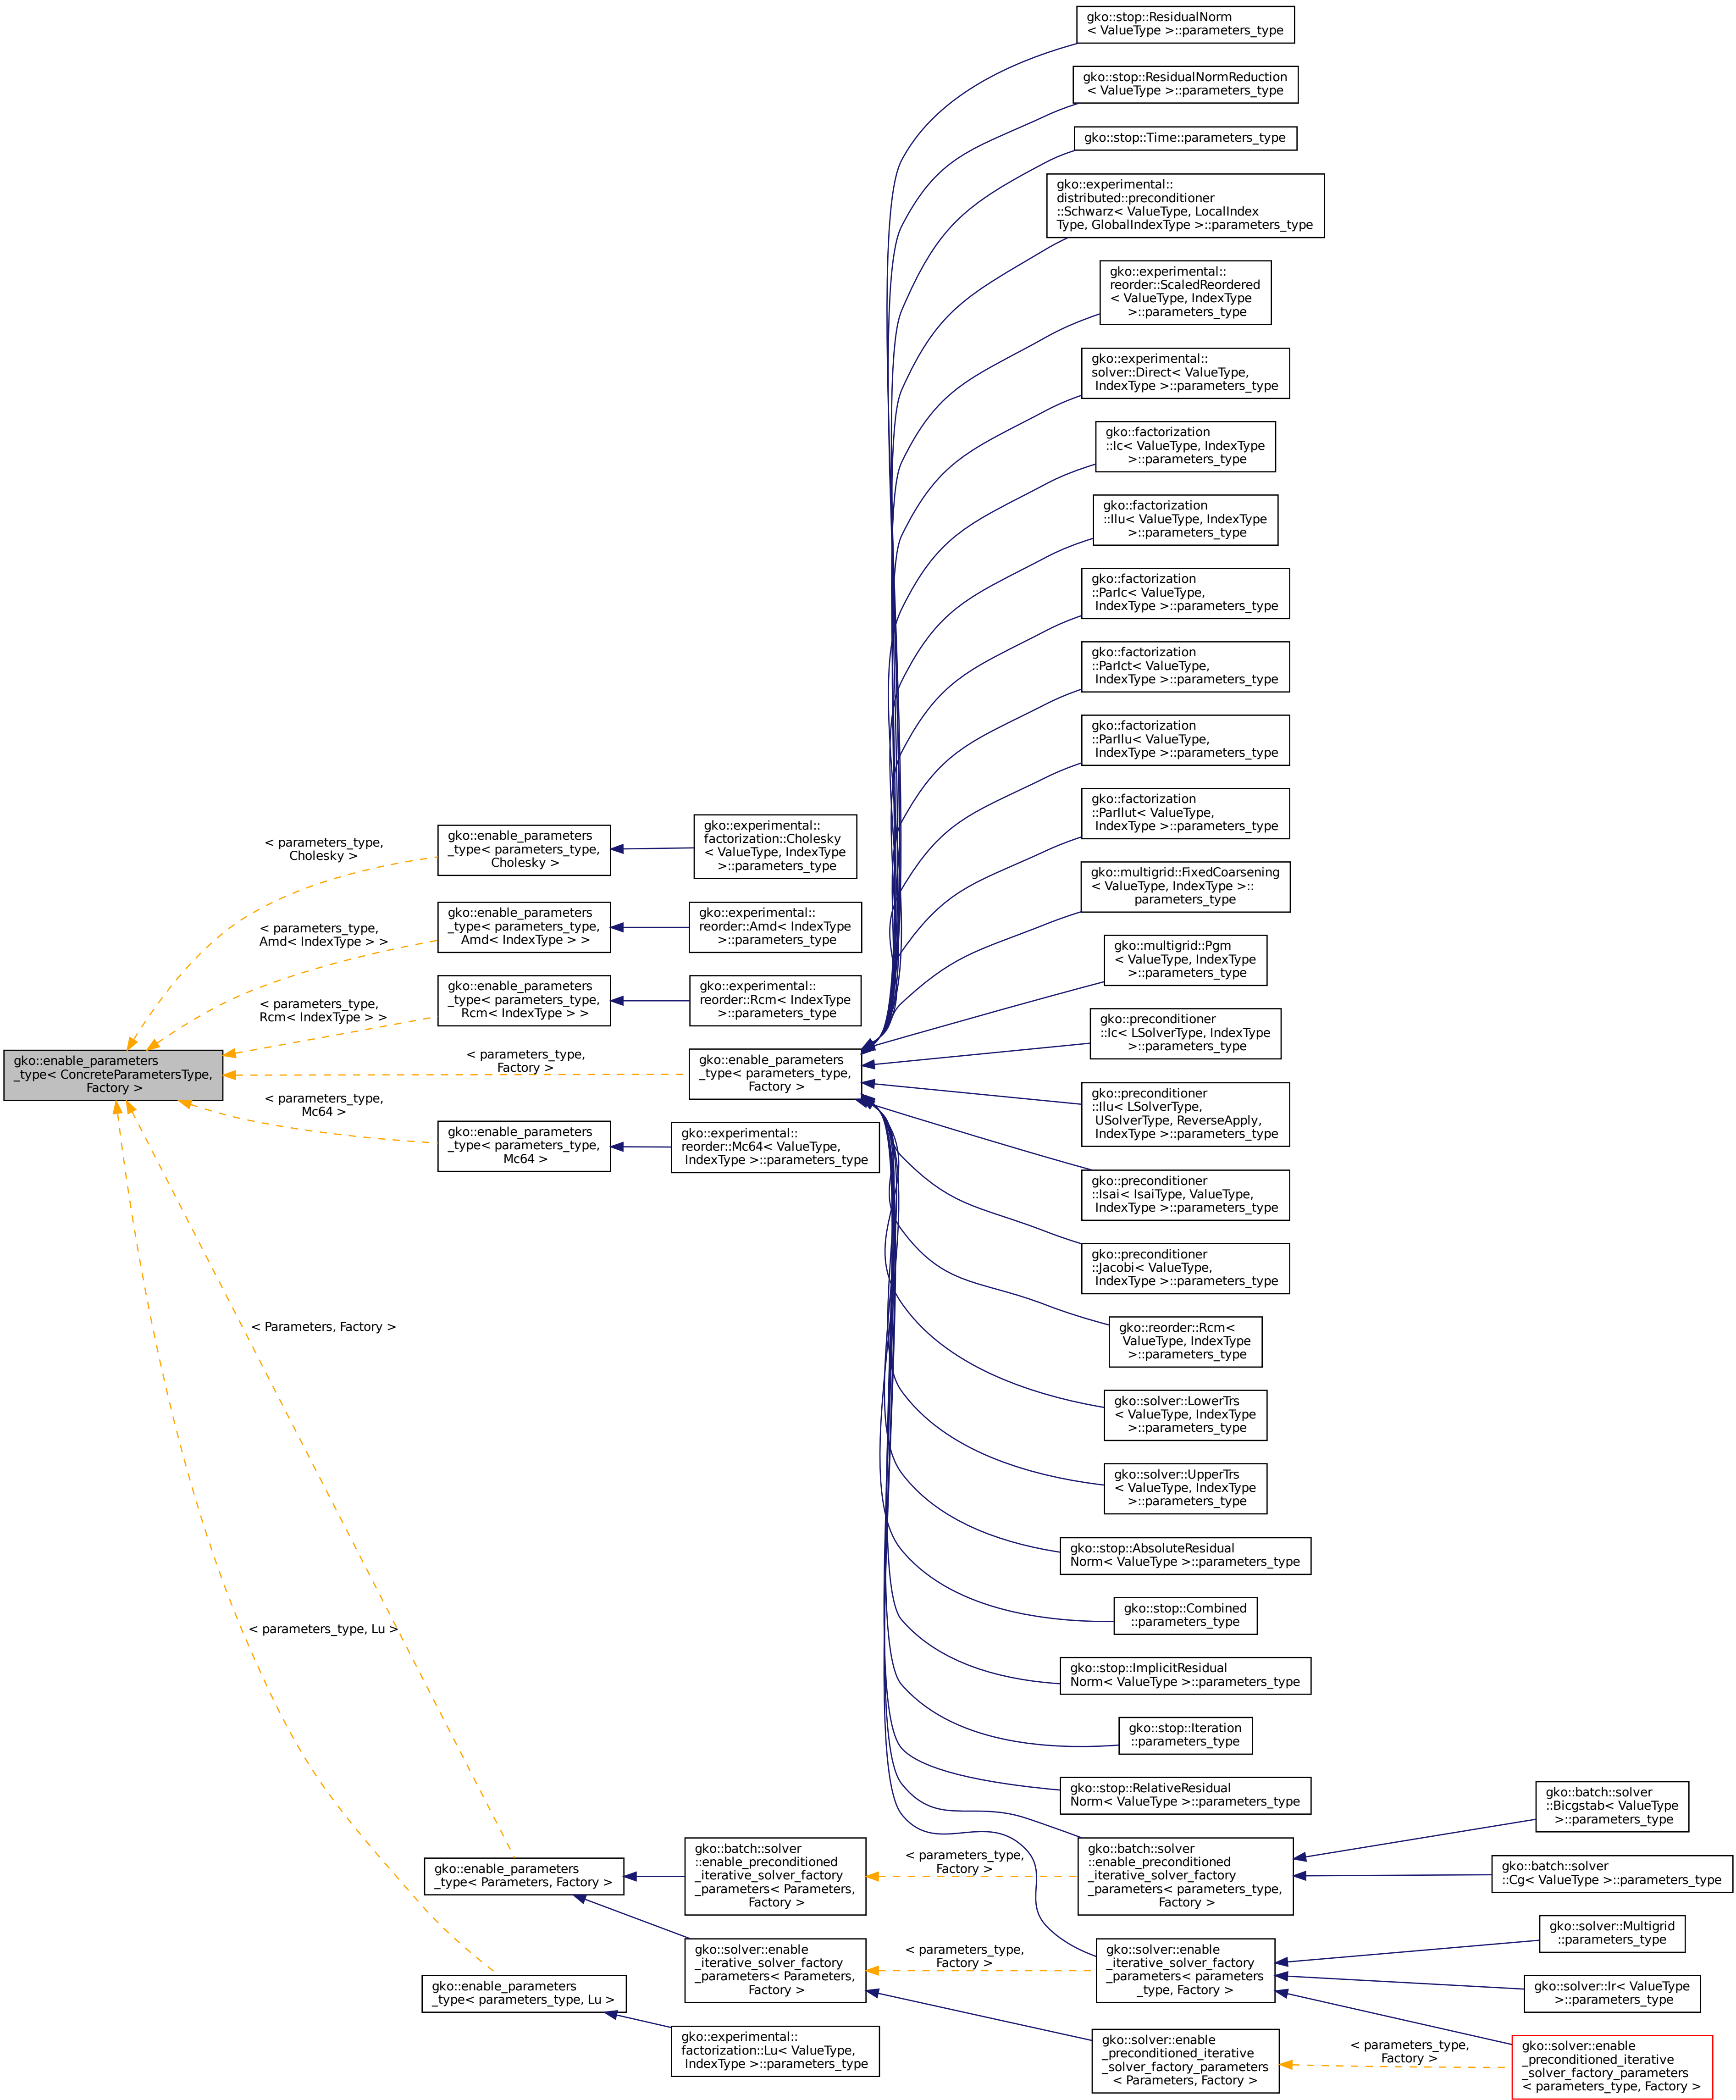 gko::stop::ResidualNorm
< ValueType >::parameters_type
gko::stop::ResidualNormReduction
< ValueType >::parameters_type
gko::stop::Time::parameters_type
gko::experimental::
distributed::preconditioner
::Schwarz< ValueType, LocalIndex
Type, GlobalIndexType >::parameters_type
gko::experimental::
reorder::ScaledReordered
< ValueType, IndexType
>::parameters_type
gko::experimental::
solver::Direct< ValueType,
IndexType >::parameters_type
gko::factorization
::Ic< ValueType, IndexType
>::parameters_type
gko::factorization
::Ilu< ValueType, IndexType
>::parameters_type
gko::factorization
::ParIc< ValueType,
IndexType >::parameters_type
gko::factorization
::ParIct< ValueType,
IndexType >::parameters_type
gko::factorization
::ParIlu< ValueType,
IndexType >::parameters_type
gko::factorization
::ParIlut< ValueType,
IndexType >::parameters_type
< parameters_type,
Cholesky >
gko::enable_parameters
_type< parameters_type,
Cholesky >
gko::experimental::
factorization::Cholesky
< ValueType, IndexType
>::parameters_type
gko::multigrid::FixedCoarsening
< ValueType, IndexType >::
parameters_type
< parameters_type,
Amd< IndexType > >
gko::enable_parameters
_type< parameters_type,
Amd< IndexType > >
gko::experimental::
reorder::Amd< IndexType
>::parameters_type
gko::multigrid::Pgm
< ValueType, IndexType
>::parameters_type
< parameters_type,
Rcm< IndexType > >
gko::enable_parameters
_type< parameters_type,
Rcm< IndexType > >
gko::experimental::
reorder::Rcm< IndexType
>::parameters_type
gko::preconditioner
::Ic< LSolverType, IndexType
>::parameters_type
gko::enable_parameters
_type< ConcreteParametersType,
Factory >
< parameters_type,
Factory >
gko::enable_parameters
_type< parameters_type,
Factory >
gko::preconditioner
::Ilu< LSolverType,
USolverType, ReverseApply,
IndexType >::parameters_type
< parameters_type,
Mc64 >
gko::enable_parameters
_type< parameters_type,
Mc64 >
gko::experimental::
reorder::Mc64< ValueType,
IndexType >::parameters_type
gko::preconditioner
::Isai< IsaiType, ValueType,
IndexType >::parameters_type
gko::preconditioner
::Jacobi< ValueType,
IndexType >::parameters_type
< Parameters, Factory >
gko::reorder::Rcm<
ValueType, IndexType
>::parameters_type
gko::solver::LowerTrs
< ValueType, IndexType
>::parameters_type
gko::solver::UpperTrs
< ValueType, IndexType
>::parameters_type
gko::stop::AbsoluteResidual
Norm< ValueType >::parameters_type
< parameters_type, Lu >
gko::stop::Combined
::parameters_type
gko::stop::ImplicitResidual
Norm< ValueType >::parameters_type
gko::stop::Iteration
::parameters_type
gko::stop::RelativeResidual
Norm< ValueType >::parameters_type
gko::batch::solver
::Bicgstab< ValueType
>::parameters_type
gko::enable_parameters
_type< Parameters, Factory >
gko::batch::solver
::enable_preconditioned
_iterative_solver_factory
_parameters< Parameters,
Factory >
< parameters_type,
Factory >
gko::batch::solver
::enable_preconditioned
_iterative_solver_factory
_parameters< parameters_type,
Factory >
gko::batch::solver
::Cg< ValueType >::parameters_type
gko::solver::enable
_iterative_solver_factory
_parameters< Parameters,
Factory >
< parameters_type,
Factory >
gko::solver::enable
_iterative_solver_factory
_parameters< parameters
_type, Factory >
gko::solver::Multigrid
::parameters_type
gko::solver::Ir< ValueType
>::parameters_type
gko::enable_parameters
_type< parameters_type, Lu >
gko::experimental::
factorization::Lu< ValueType,
IndexType >::parameters_type
gko::solver::enable
_preconditioned_iterative
_solver_factory_parameters
< Parameters, Factory >
< parameters_type,
Factory >
gko::solver::enable
_preconditioned_iterative
_solver_factory_parameters
< parameters_type, Factory >